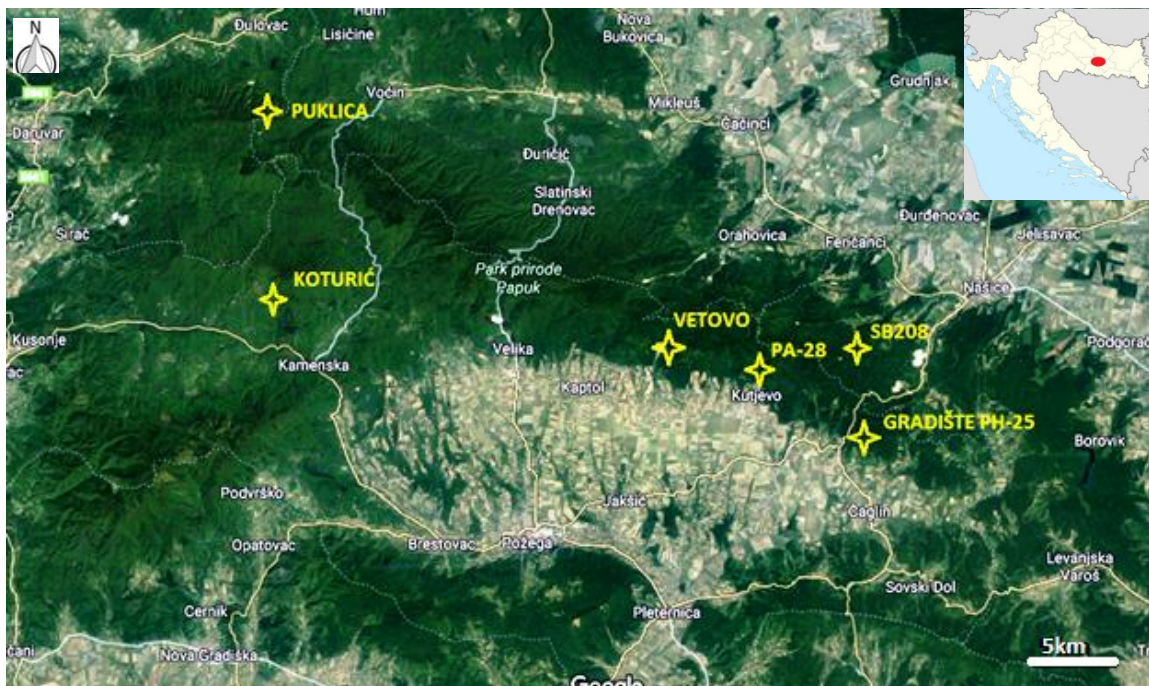 N
Đulovac
Hum
Lisičine
Nova
Bukovica
Grudnjak
Daruvar
PUKLICA
Voćin
Mikleuš
Čačinci
Đuričić
Slatinski
Drenovac
Sirač
Orahovica
Đurđenovac
Feričanci
Jelisavac
Park prirode
Papuk
KOTURIĆ
Našice
Kusonje
Kamenska
Velika
VETOVO
PA-28
SB208
Podgorač
Kaptol
Kutjevo
GRADIŠTE PH-25
Borovik
Podvrško
Jakšić
Čaglin
Opatovac
Brestovac
Požega
Levanjska
Varoš
Sovski Dol
Cernik
Pleternica
Nova Gradiška
5km
Google